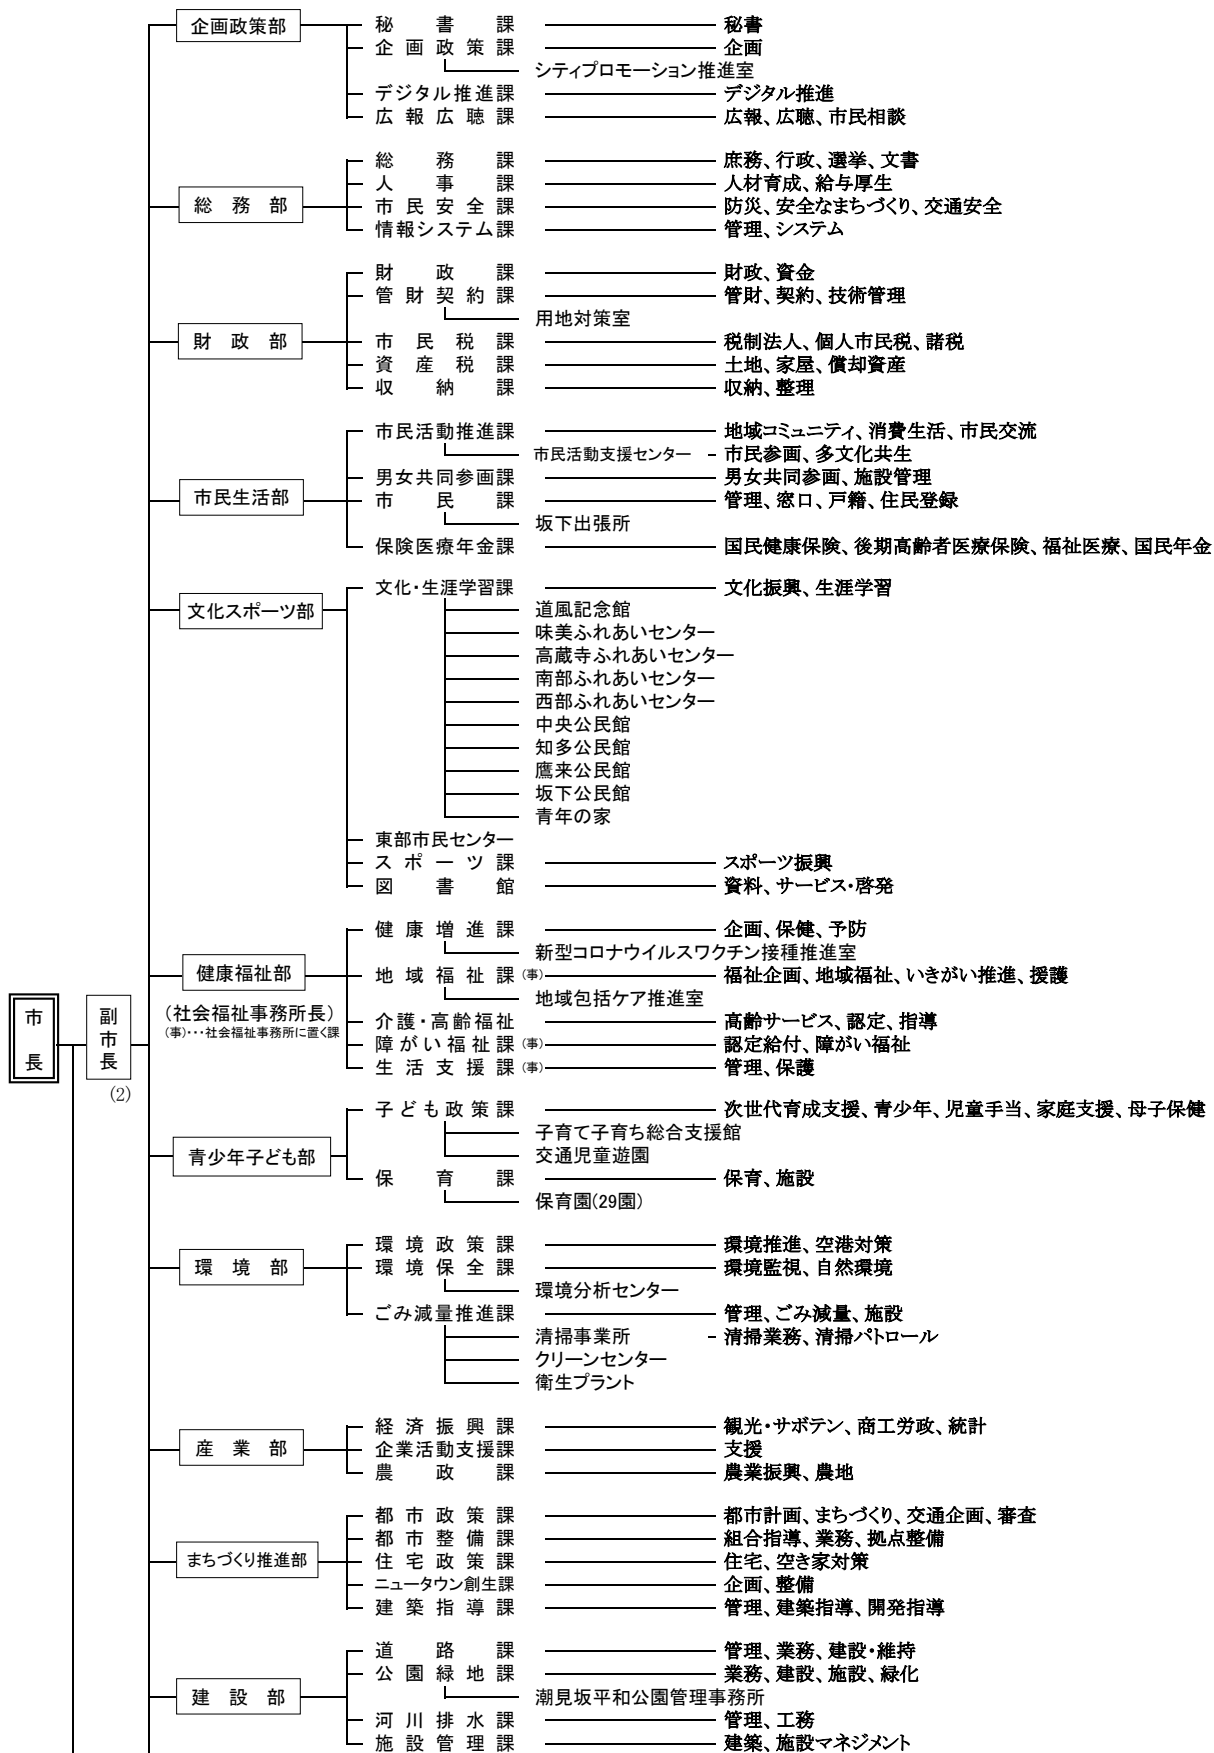 企画政策部
秘書課 秘書
企画政策課 企画
シティプロモーション推進室
デジタル推進課 デジタル推進
広報広聴課 広報、広聴、市民相談
総務部
総務課 庶務、行政、選挙、文書
人事課 人材育成、給与厚生
市民安全課 防災、安全なまちづくり、交通安全
情報システム課 管理、システム
財政部
財政課 財政、資金
管財契約課 管財、契約、技術管理
用地対策室
市民税課 税制法人、個人市民税、諸税
資産税課 土地、家屋、償却資産
収納課 収納、整理
市民生活部
市民活動推進課 地域コミュニティ、消費生活、市民交流
市民活動支援センター 市民参画、多文化共生
男女共同参画課 男女共同参画、施設管理
市民課 管理、窓口、戸籍、住民登録
坂下出張所
保険医療年金課 国民健康保険、後期高齢者医療保険、福祉医療、国民年金
文化スポーツ部
文化・生涯学習課 文化振興、生涯学習
道風記念館
味美ふれあいセンター
高蔵寺ふれあいセンター
南部ふれあいセンター
西部ふれあいセンター
中央公民館
知多公民館
鷹来公民館
坂下公民館
青年の家
東部市民センター
スポーツ課 スポーツ振興
図書館 資料、サービス・啓発
市長
副市長
(2)
健康福祉部
(社会福祉事務所長)
(事)・・・社会福祉事務所に置く課
健康増進課 企画、保健、予防
新型コロナウイルスワクチン接種推進室
地域福祉課(事) 福祉企画、地域福祉、いきがい推進、援護
地域包括ケア推進室
介護・高齢福祉 高齢サービス、認定、指導
障がい福祉課(事) 認定給付、障がい福祉
生活支援課(事) 管理、保護
青少年子ども部
子ども政策課 次世代育成支援、青少年、児童手当、家庭支援、母子保健
子育て子育ち総合支援館
交通児童遊園
保育課 保育、施設
保育園(29園)
環境部
環境政策課 環境推進、空港対策
環境保全課 環境監視、自然環境
環境分析センター
ごみ減量推進課 管理、ごみ減量、施設
清掃事業所 清掃業務、清掃パトロール
クリーンセンター
衛生プラント
産業部
経済振興課 観光・サボテン、商工労政、統計
企業活動支援課 支援
農政課 農業振興、農地
まちづくり推進部
都市政策課 都市計画、まちづくり、交通企画、審査
都市整備課 組合指導、業務、拠点整備
住宅政策課 住宅、空き家対策
ニュータウン創生課 企画、整備
建築指導課 管理、建築指導、開発指導
建設部
道路課 管理、業務、建設・維持
公園緑地課 業務、建設、施設、緑化
潮見坂平和公園管理事務所
河川排水課 管理、工務
施設管理課 建築、施設マネジメント